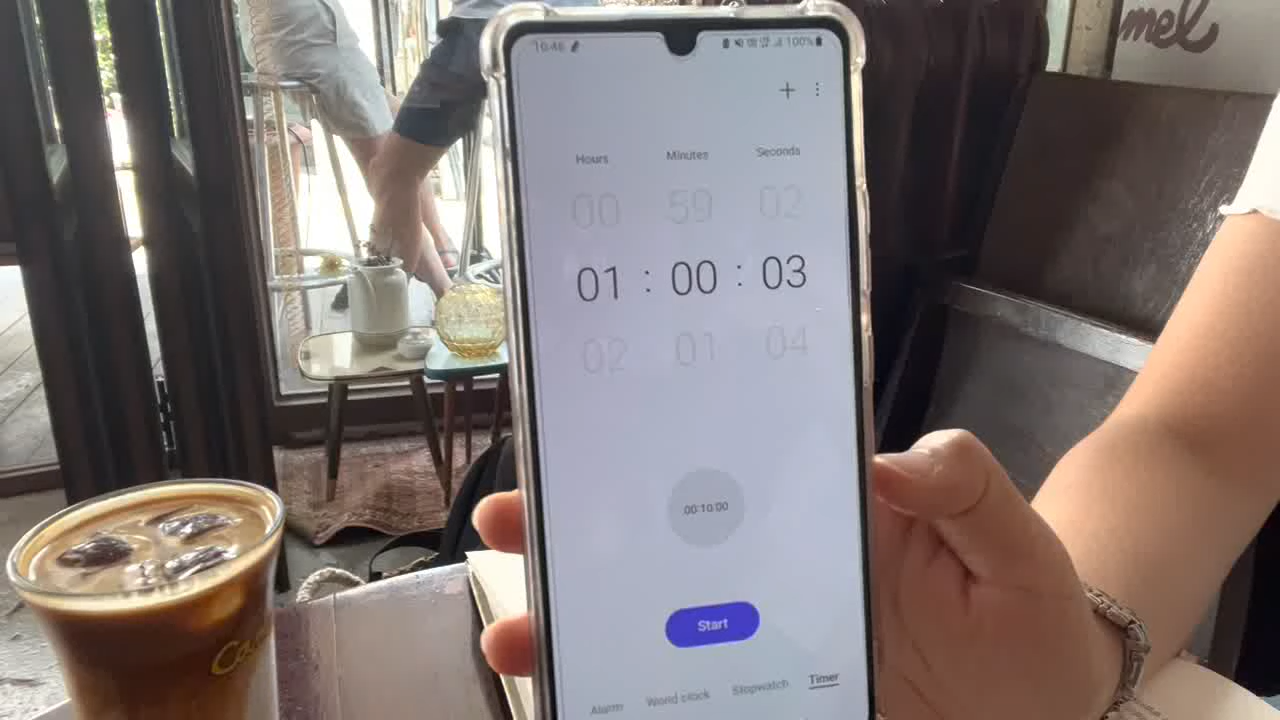 10:46 100%
mel
+ ⋮
Hours Minutes Seconds
00 59 02
01 : 00 : 03
02 01 04
00:10:00
Start
Alarm World clock Stopwatch Timer